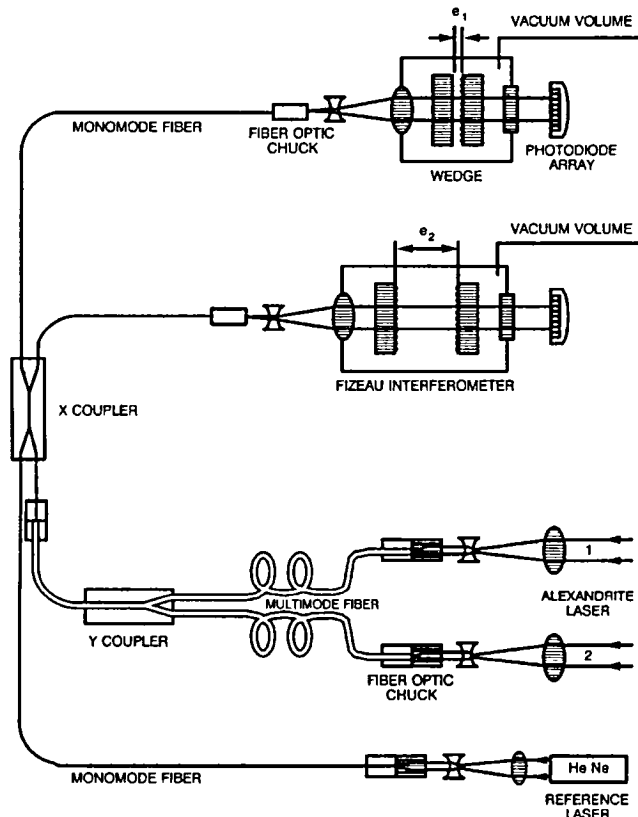 e1
VACUUM VOLUME
MONOMODE FIBER
FIBER OPTIC
CHUCK
WEDGE
PHOTODIODE
ARRAY
e2
VACUUM VOLUME
FIZEAU INTERFEROMETER
X COUPLER
1
ALEXANDRITE
LASER
MULTIMODE FIBER
Y COUPLER
2
FIBER OPTIC
CHUCK
He Ne
MONOMODE FIBER
REFERENCE
LASER